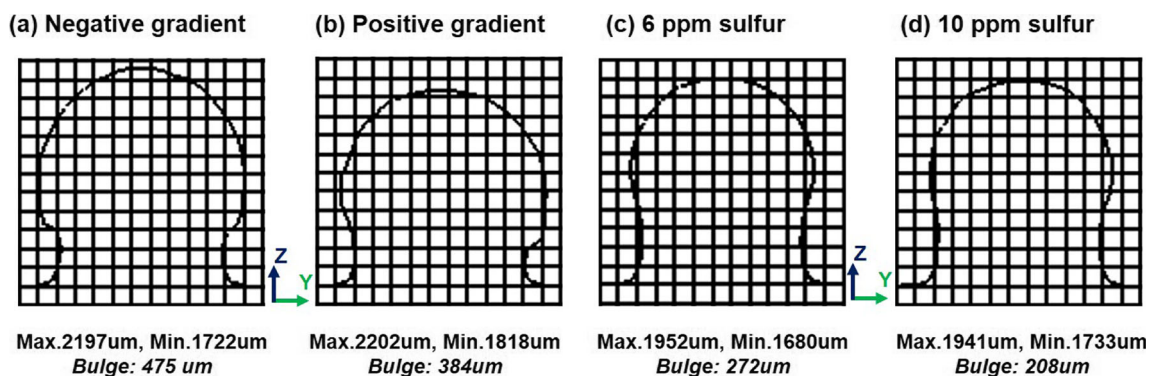 (a) Negative gradient
(b) Positive gradient
(c) 6 ppm sulfur
(d) 10 ppm sulfur
Z
Y
Z
Y
Max.2197um, Min.1722um
Bulge: 475 um
Max.2202um, Min.1818um
Bulge: 384um
Max.1952um, Min.1680um
Bulge: 272um
Max.1941um, Min.1733um
Bulge: 208um